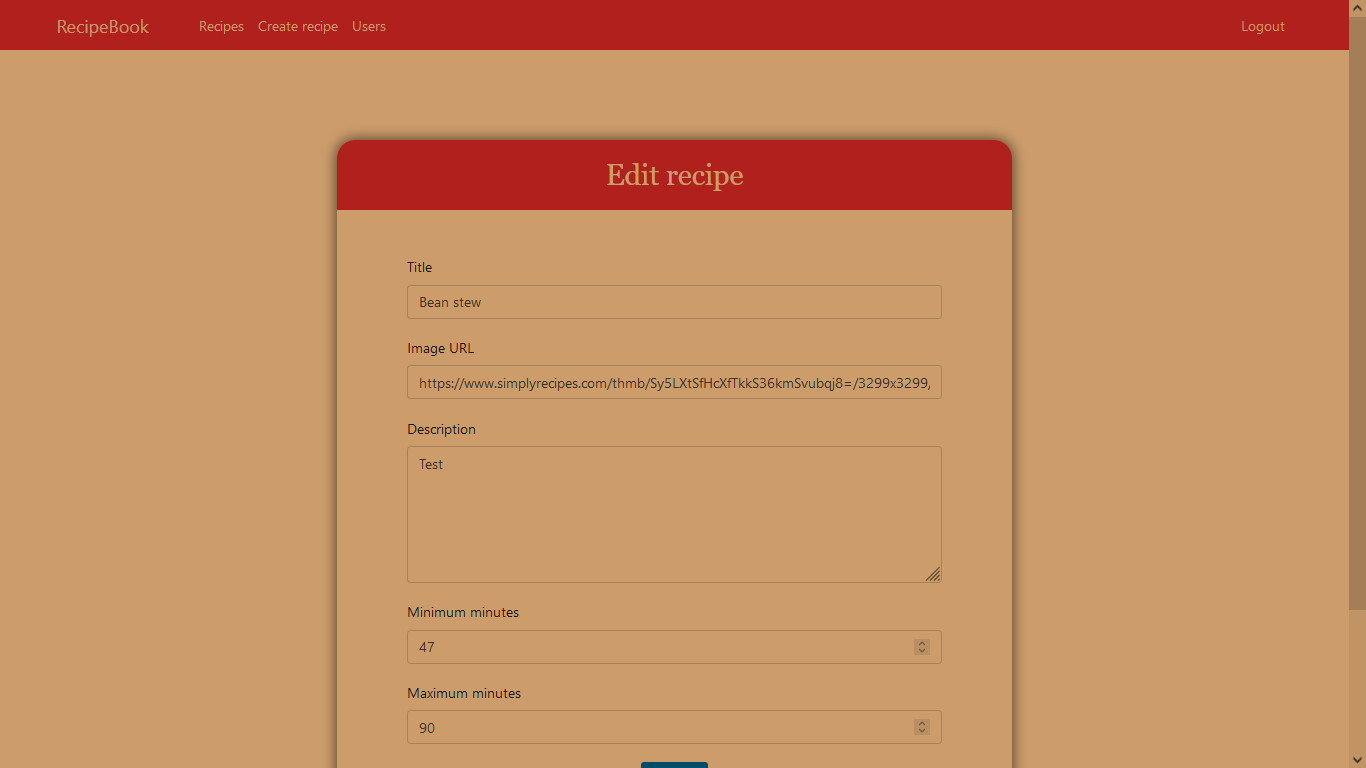 RecipeBook Recipes Create recipe Users Logout
Edit recipe
Title
Bean stew
Image URL
https://www.simplyrecipes.com/thmb/Sy5LXtSfHcXfTkkS36kmSvubqj8=/3299x3299,
Description
Test
Minimum minutes
47
Maximum minutes
90